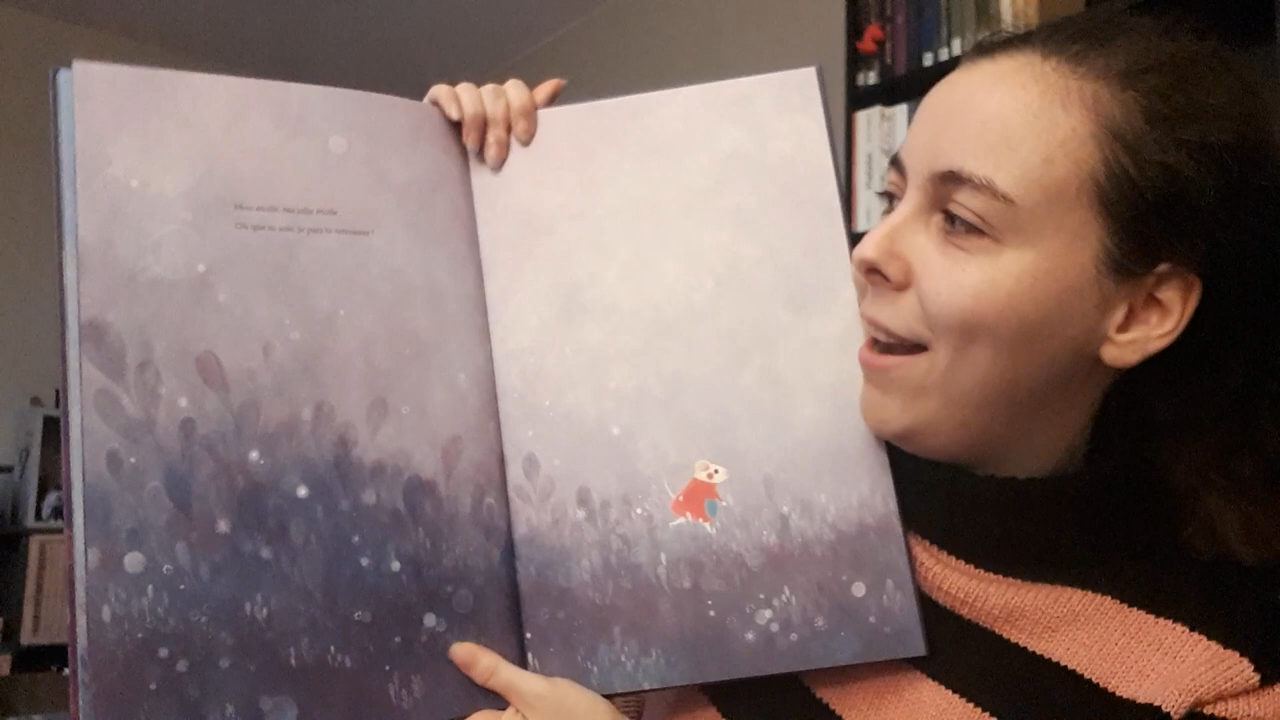 Mon étoile, ma jolie étoile
Où que tu sois, je pars te retrouver !